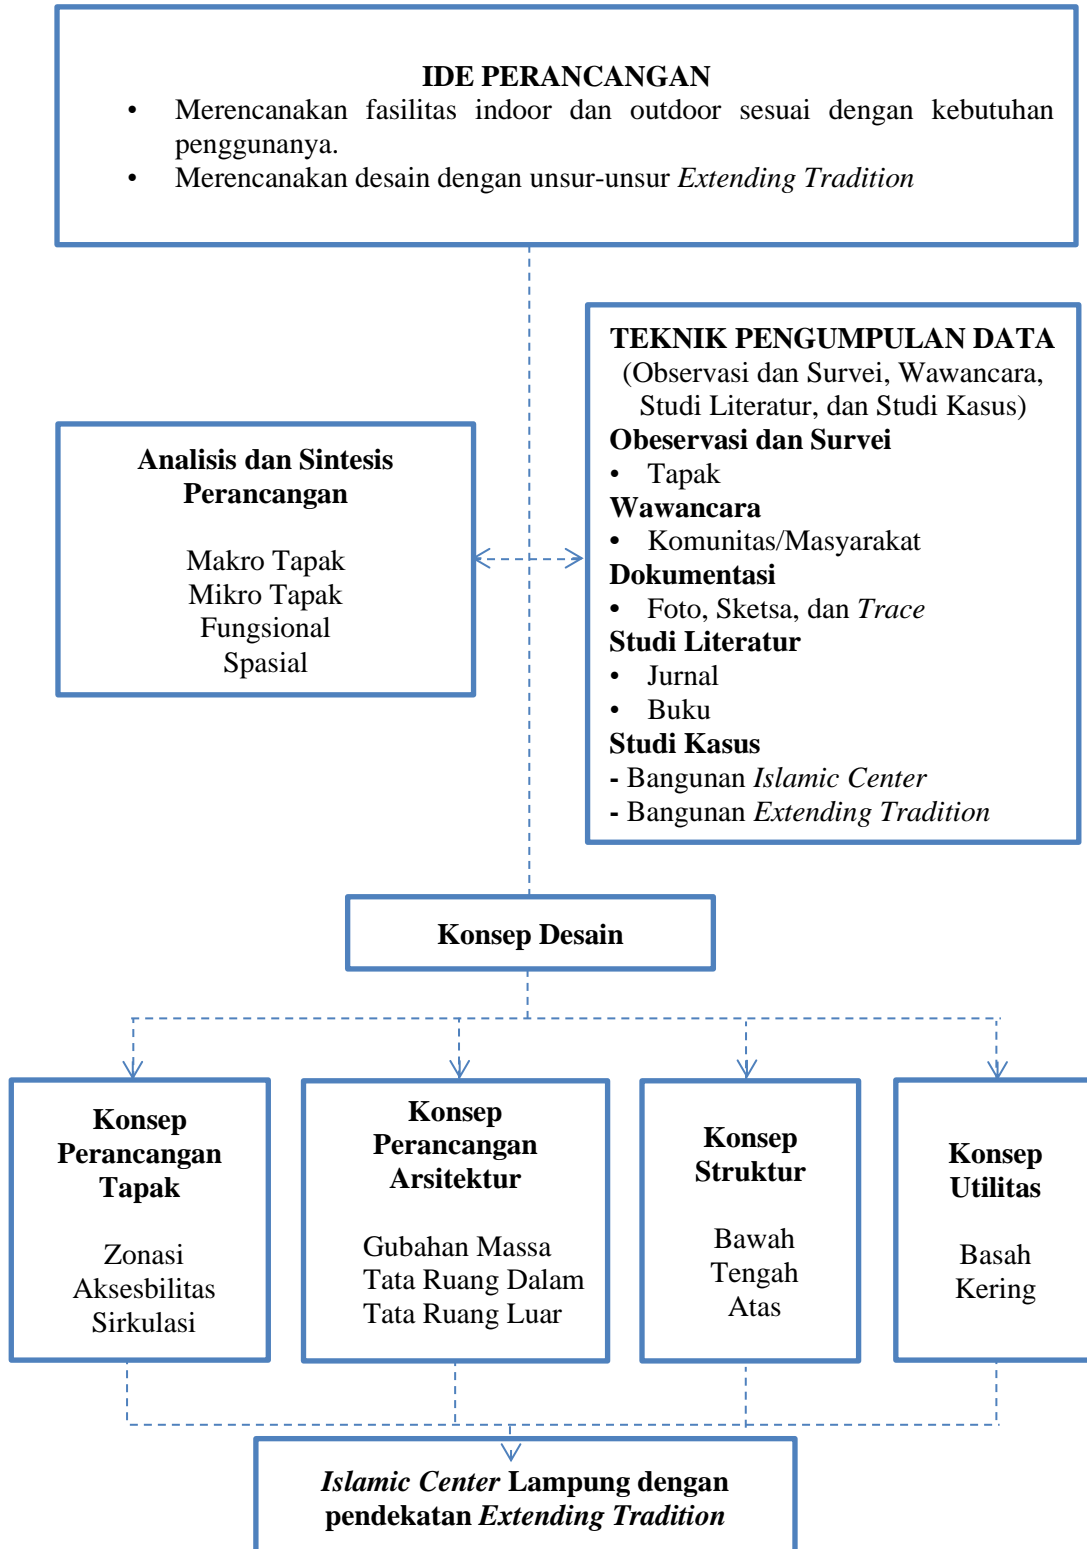 IDE PERANCANGAN
• Merencanakan fasilitas indoor dan outdoor sesuai dengan kebutuhan
penggunanya.
• Merencanakan desain dengan unsur-unsur Extending Tradition
TEKNIK PENGUMPULAN DATA
(Observasi dan Survei, Wawancara,
Studi Literatur, dan Studi Kasus)
Obeservasi dan Survei
• Tapak
Wawancara
• Komunitas/Masyarakat
Dokumentasi
• Foto, Sketsa, dan Trace
Studi Literatur
• Jurnal
• Buku
Studi Kasus
- Bangunan Islamic Center
- Bangunan Extending Tradition
Analisis dan Sintesis
Perancangan
Makro Tapak
Mikro Tapak
Fungsional
Spasial
Konsep Desain
Konsep
Perancangan
Tapak
Zonasi
Aksesbilitas
Sirkulasi
Konsep
Perancangan
Arsitektur
Gubahan Massa
Tata Ruang Dalam
Tata Ruang Luar
Konsep
Struktur
Bawah
Tengah
Atas
Konsep
Utilitas
Basah
Kering
Islamic Center Lampung dengan
pendekatan Extending Tradition